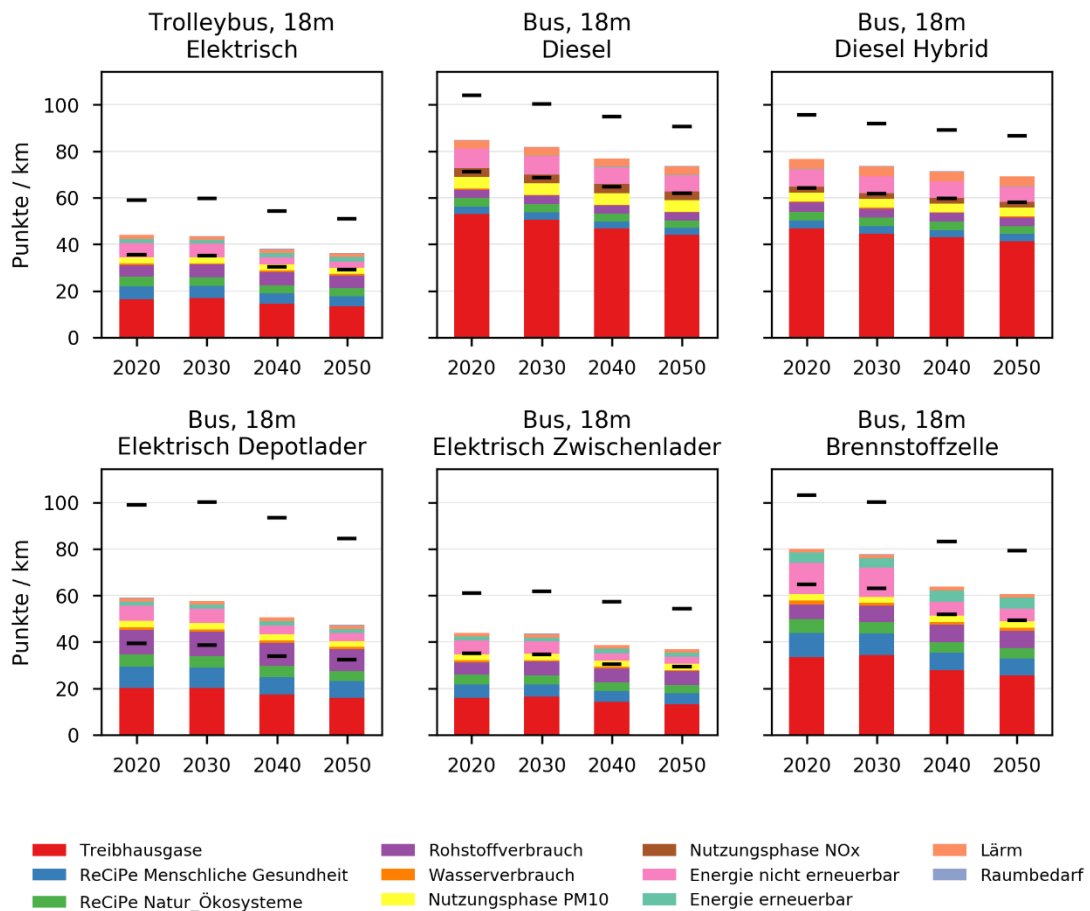 Trolleybus, 18m
Elektrisch
Bus, 18m
Diesel
Bus, 18m
Diesel Hybrid
Punkte / km
100
80
60
40
20
0
2020 2030 2040 2050
2020 2030 2040 2050
2020 2030 2040 2050
Bus, 18m
Elektrisch Depotlader
Bus, 18m
Elektrisch Zwischenlader
Bus, 18m
Brennstoffzelle
Punkte / km
100
80
60
40
20
0
2020 2030 2040 2050
2020 2030 2040 2050
2020 2030 2040 2050
Treibhausgase
ReCiPe Menschliche Gesundheit
ReCiPe Natur_Ökosysteme
Rohstoffverbrauch
Wasserverbrauch
Nutzungsphase PM10
Nutzungsphase NOx
Energie nicht erneuerbar
Energie erneuerbar
Lärm
Raumbedarf